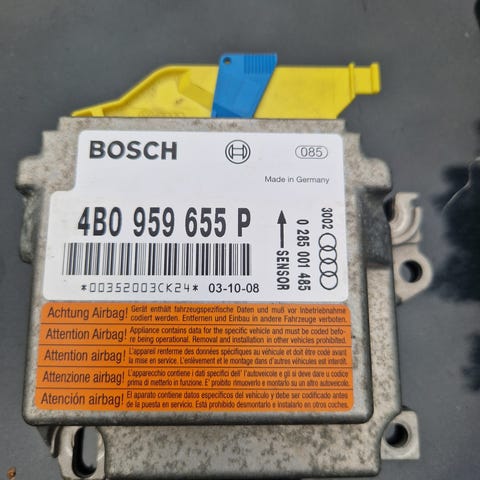 BOSCH
085
Made in Germany
4B0 959 655 P
SENSOR
0 285 001 485
3002
*00352003CK24* 03-10-08
Achtung Airbag! Gerät enthält fahrzeugspezifische Daten und muß vor Inbetriebnahme
codiert werden. Entfernen und Einbau in andere Fahrzeuge verboten.
Attention Airbag! Appliance contains data for the specific vehicle and must be coded befo-
re being operational. Removal and installation in other vehicles prohibited.
Attention airbag! L'appareil renferme des données spécifiques au véhicule et doit être codé avant
la mise en service. L'enlèvement et le montage dans d'autres véhicules est interdit.
Attenzione airbag! L'apparecchio contiene i dati specifici dell' autoveicolo e gli si deve dare u codice
prima di metterlo in funzione. E' proibito rimuoverlo e montarlo su un altro autoveicolo.
Atención airbag! El aparato contiene datos específicos del vehículo y debe ser codificado antes
de la puesta en servicio. Está prohibido desmontarlo e instalarlo en otros coches.